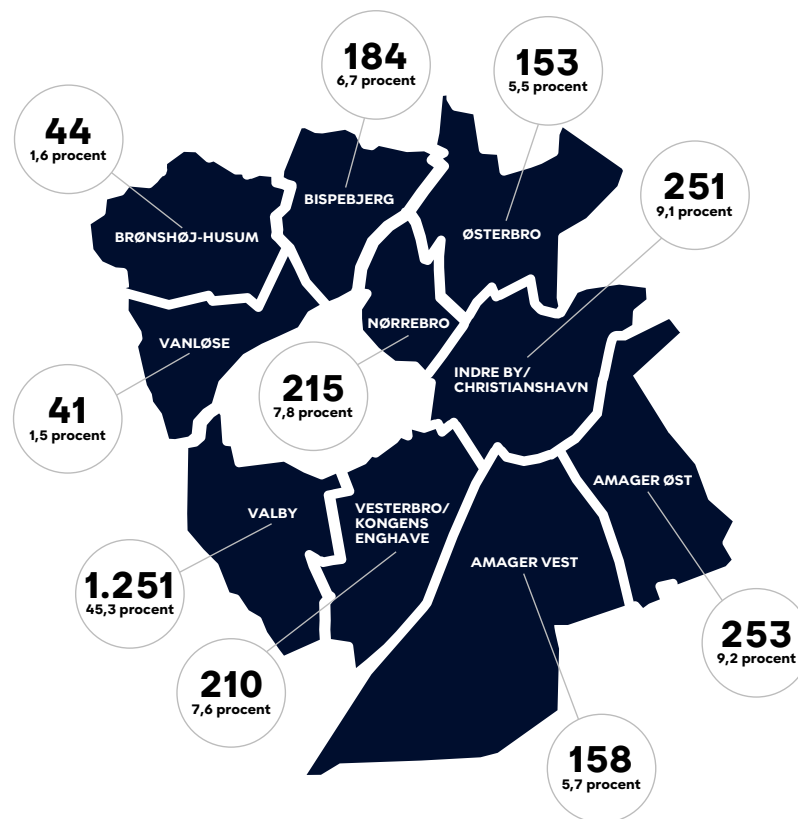 184
6,7 procent
153
5,5 procent
44
1,6 procent
251
9,1 procent
BISPEBJERG
BRØNSHØJ-HUSUM
ØSTERBRO
NØRREBRO
VANLØSE
INDRE BY/
CHRISTIANSHAVN
215
7,8 procent
41
1,5 procent
AMAGER ØST
VALBY
VESTERBRO/
KONGENS
ENGHAVE
AMAGER VEST
1.251
45,3 procent
253
9,2 procent
210
7,6 procent
158
5,7 procent